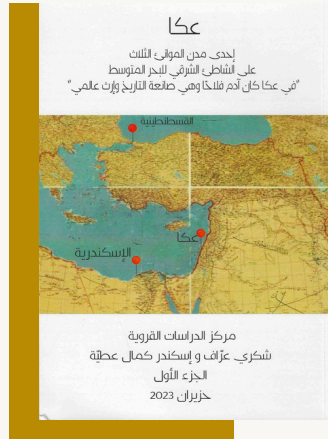 عكا
إحدى مدن الموانئ الثلاث
على الشاطئ الشرقي للبحر المتوسط
"في عكا كان آدم فلاحًا وهي صانعة التاريخ وإرث عالمي"
القسطنطينية
عكا
الإسكندرية
مركز الدراسات القروية
شكري عرّاف و إسكندر كمال عطيّة
الجزء الأول
حزيران 2023